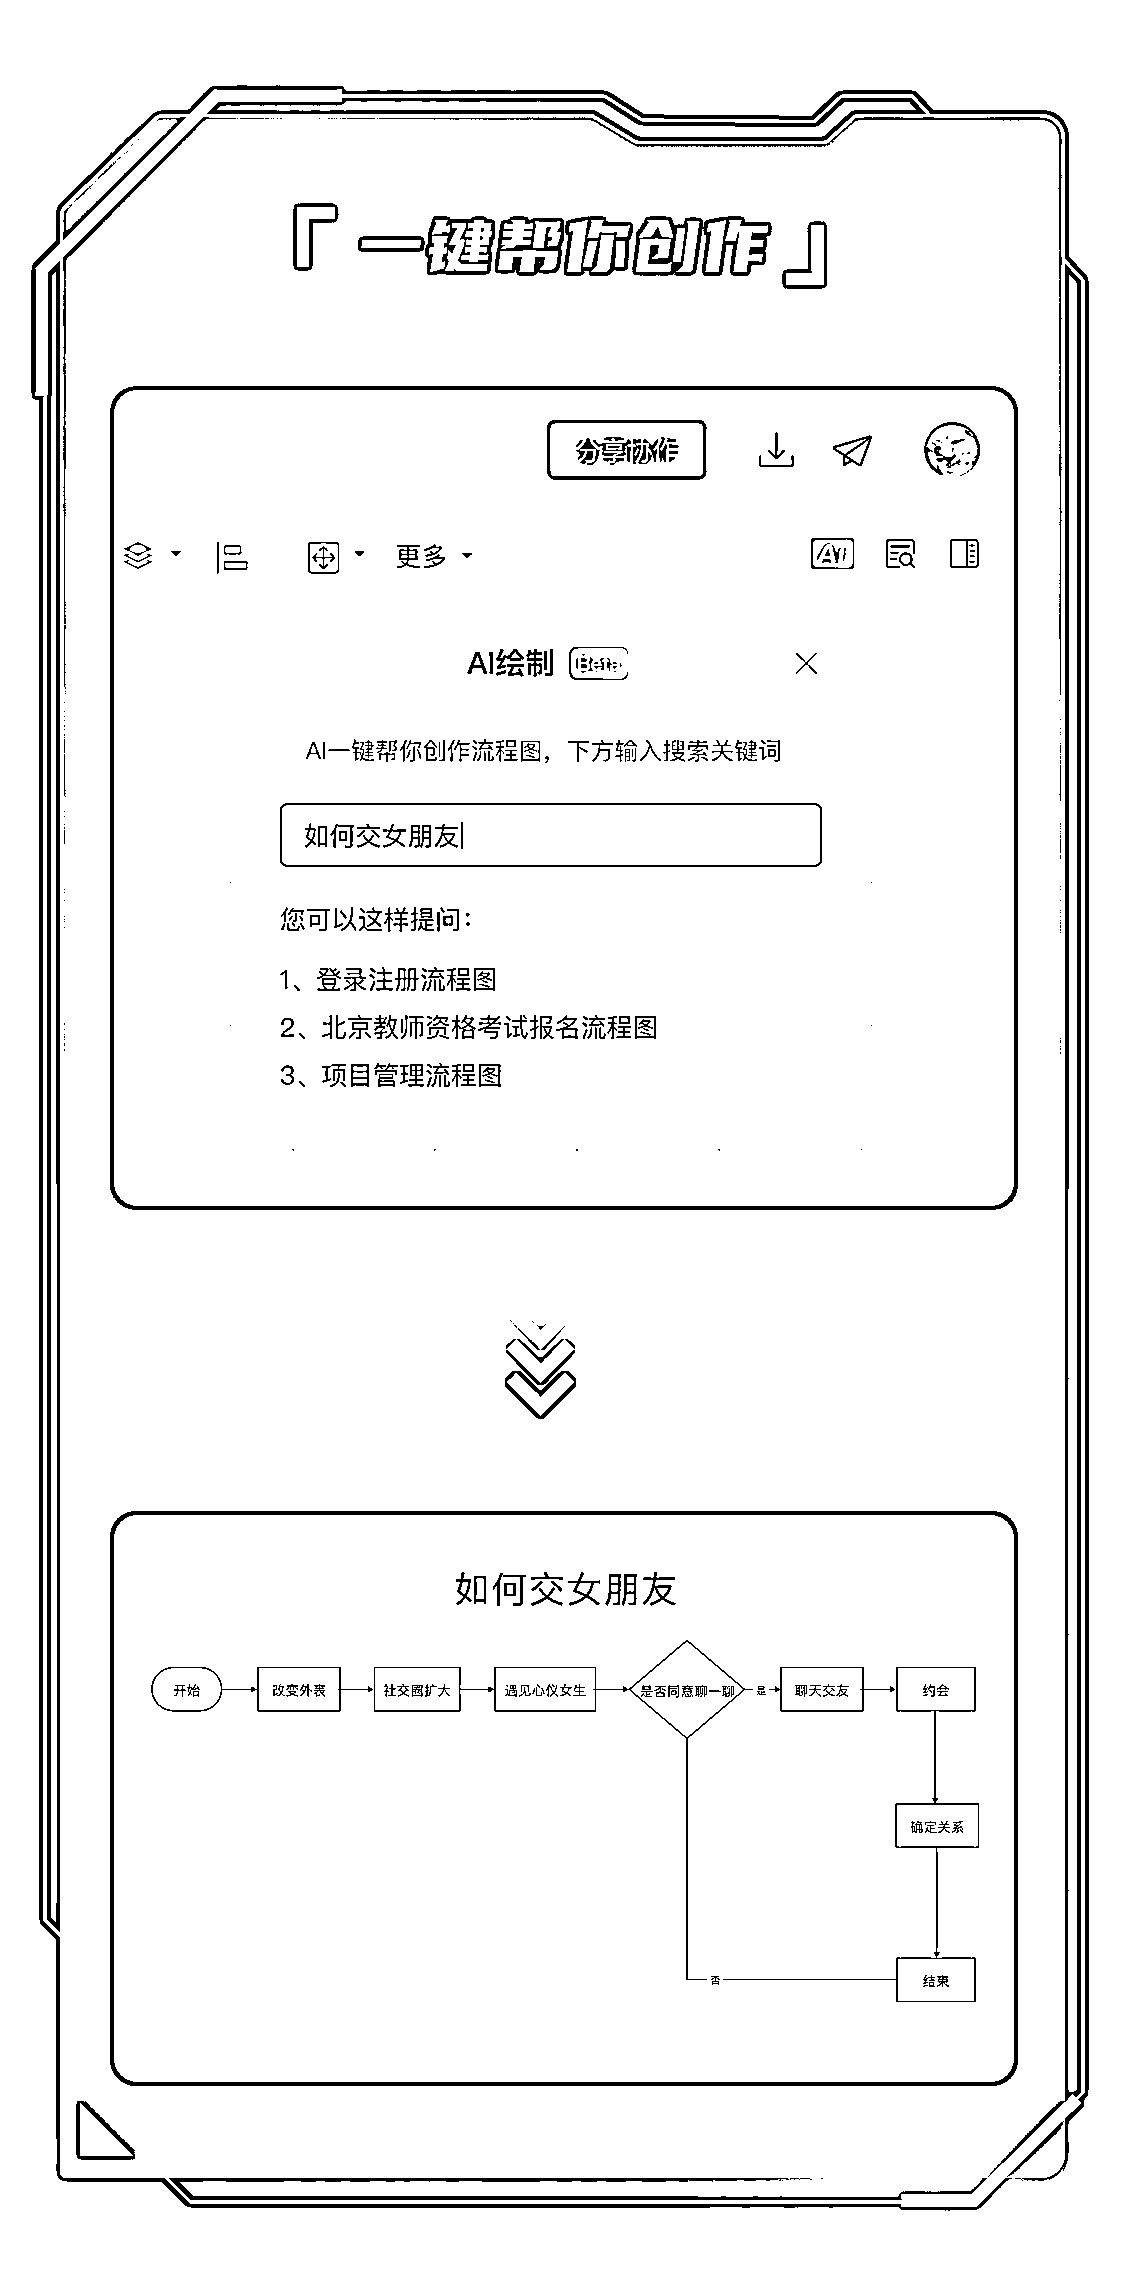 「一键帮你创作」
分享协作
更多
AI
AI绘制 Beta
AI一键帮你创作流程图，下方输入搜索关键词
如何交女朋友
您可以这样提问：
1、登录注册流程图
2、北京教师资格考试报名流程图
3、项目管理流程图
如何交女朋友
开始 改变外表 社交圈扩大 遇见心仪女生 是否同意聊一聊 是 聊天交友 约会
确定关系
否 结束